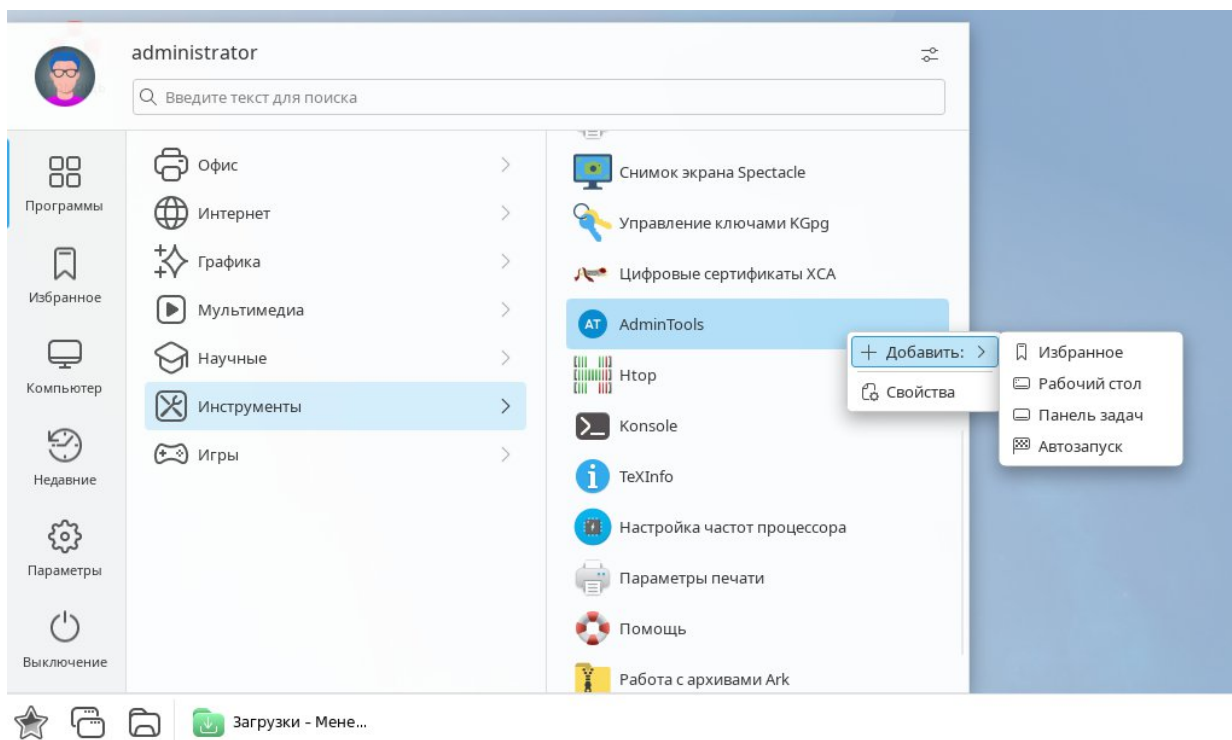 administrator
Введите текст для поиска
Программы
Избранное
Компьютер
Недавние
Параметры
Выключение
Офис
Интернет
Графика
Мультимедиа
Научные
Инструменты
Игры
Снимок экрана Spectacle
Управление ключами KGpg
Цифровые сертификаты XCA
AT AdminTools
Htop
Konsole
TeXInfo
Настройка частот процессора
Параметры печати
Помощь
Работа с архивами Ark
Добавить:
Свойства
Избранное
Рабочий стол
Панель задач
Автозапуск
Загрузки - Мене...